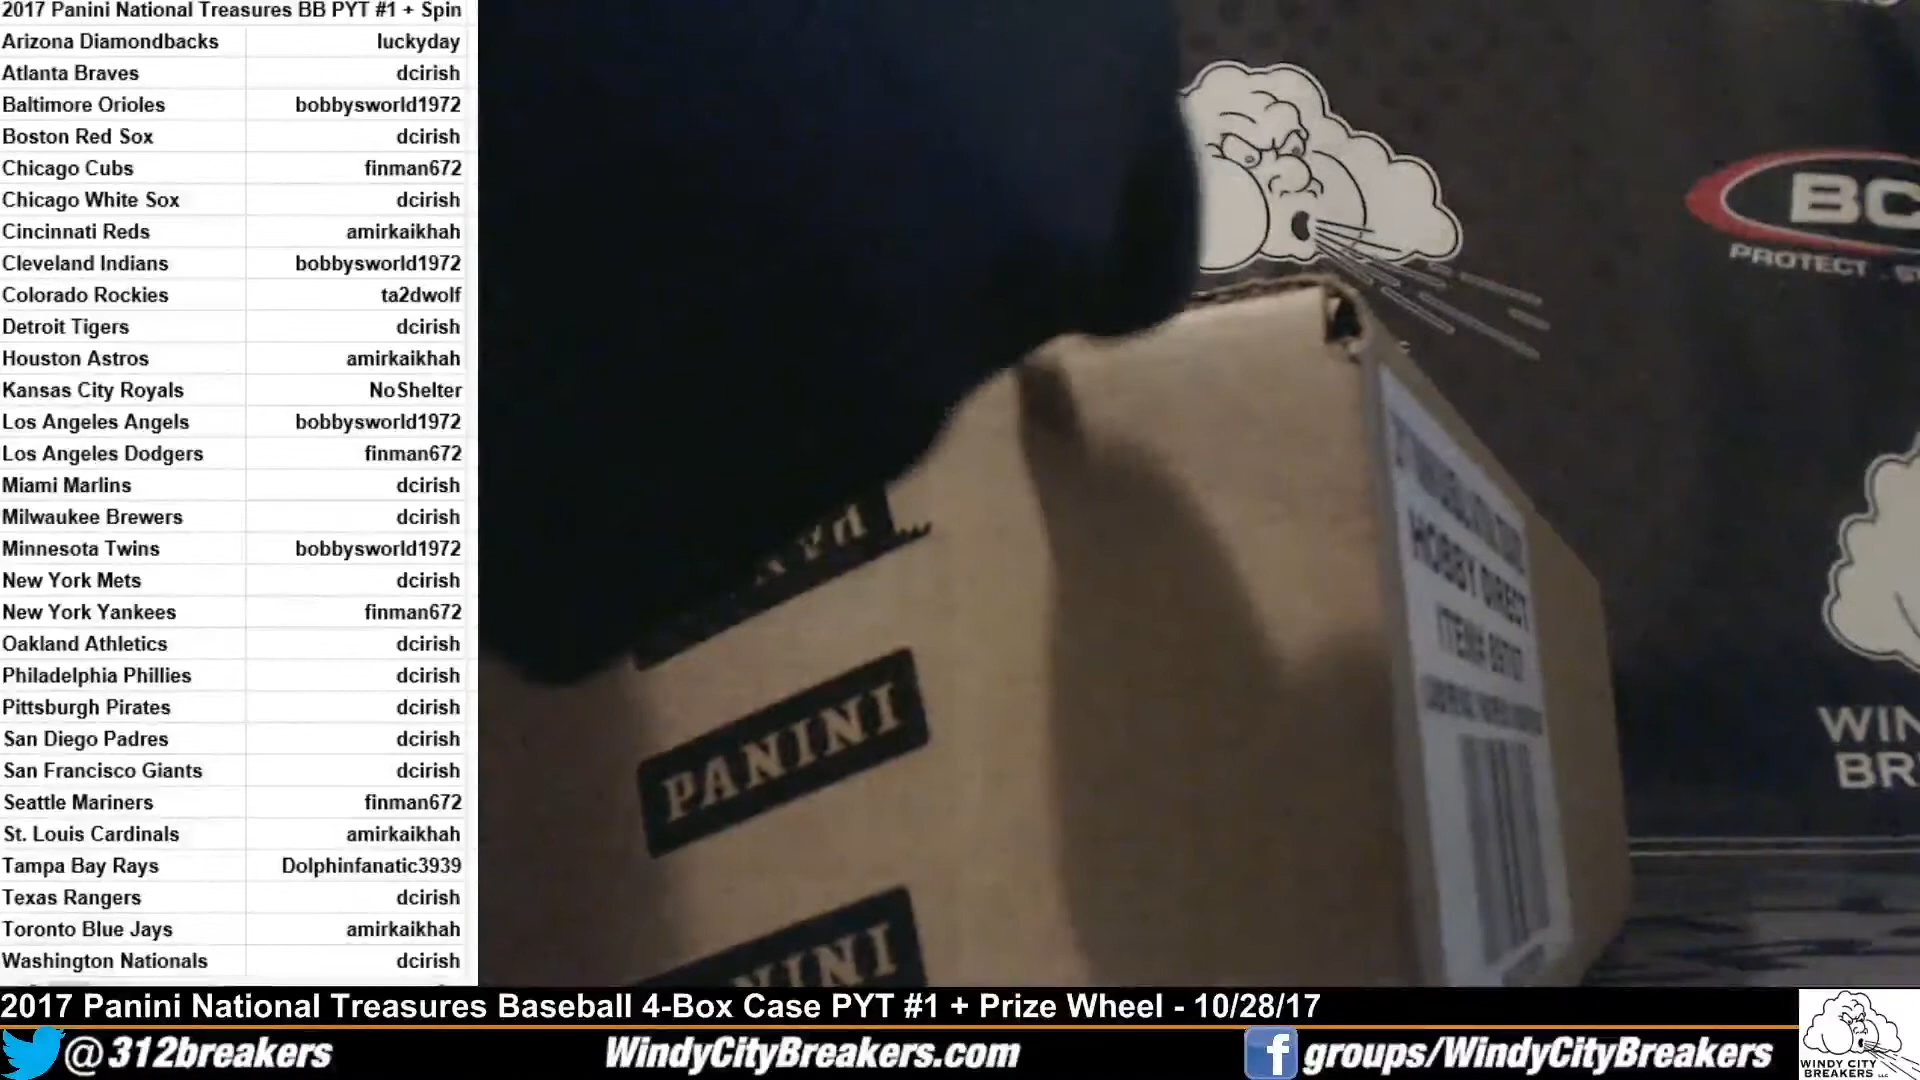 2017 Panini National Treasures BB PYT #1 + Spin
Arizona Diamondbacks luckyday
Atlanta Braves dcirish
Baltimore Orioles bobbysworld1972
Boston Red Sox dcirish
Chicago Cubs finman672
Chicago White Sox dcirish
Cincinnati Reds amirkaikhah
Cleveland Indians bobbysworld1972
Colorado Rockies ta2dwolf
Detroit Tigers dcirish
Houston Astros amirkaikhah
Kansas City Royals NoShelter
Los Angeles Angels bobbysworld1972
Los Angeles Dodgers finman672
Miami Marlins dcirish
Milwaukee Brewers dcirish
Minnesota Twins bobbysworld1972
New York Mets dcirish
New York Yankees finman672
Oakland Athletics dcirish
Philadelphia Phillies dcirish
Pittsburgh Pirates dcirish
San Diego Padres dcirish
San Francisco Giants dcirish
Seattle Mariners finman672
St. Louis Cardinals amirkaikhah
Tampa Bay Rays Dolphinfanatic3939
Texas Rangers dcirish
Toronto Blue Jays amirkaikhah
Washington Nationals dcirish
PANINI
HOBBY DIRECT
BC
PROTECT
WIN
BR
2017 Panini National Treasures Baseball 4-Box Case PYT #1 + Prize Wheel - 10/28/17
@312breakers WindyCityBreakers.com groups/WindyCityBreakers
WINDY CITY
BREAKERS LLC